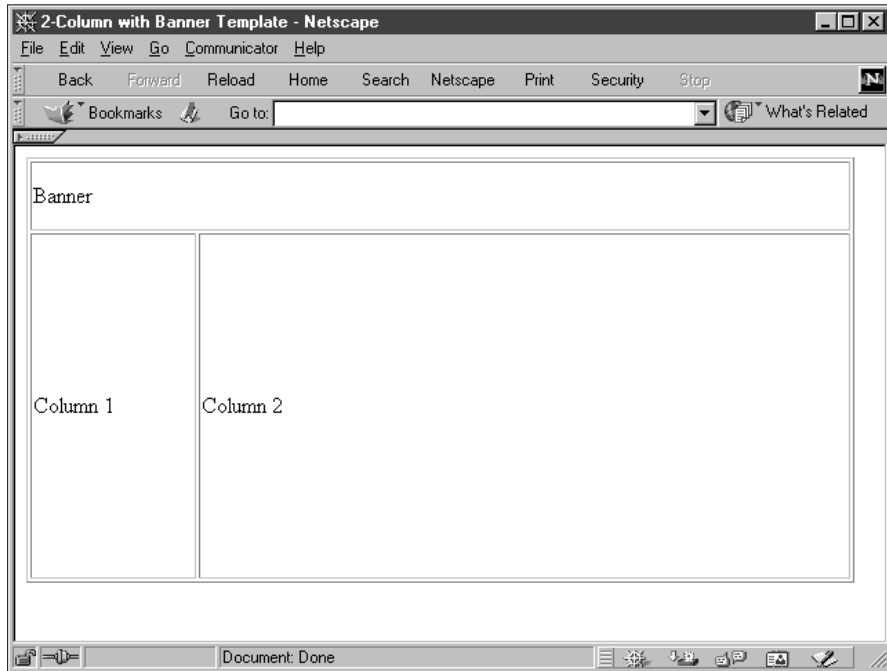 2-Column with Banner Template - Netscape
File Edit View Go Communicator Help
Back Forward Reload Home Search Netscape Print Security Stop N
Bookmarks Go to: What's Related
Banner
Column 1 Column 2
Document: Done